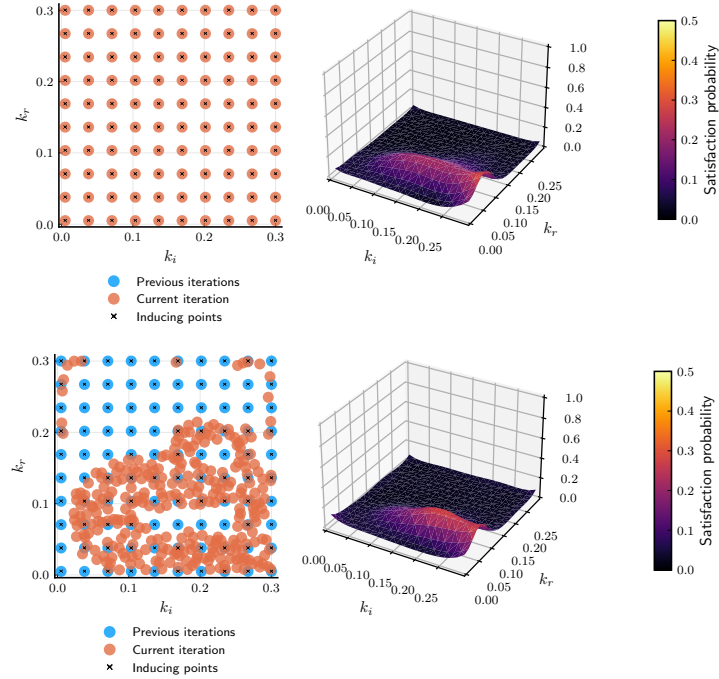 0.3
0.2
0.1
0.0
k_r
0.0 0.1 0.2 0.3
k_i
Previous iterations
Current iteration
Inducing points
1.0
0.8
0.6
0.4
0.2
0.0
0.00 0.05 0.10 0.15 0.20 0.25
k_i
0.00 0.05 0.10 0.15 0.20 0.25
k_r
0.5
0.4
0.3
0.2
0.1
0.0
Satisfaction probability
0.3
0.2
0.1
0.0
k_r
0.0 0.1 0.2 0.3
k_i
Previous iterations
Current iteration
Inducing points
1.0
0.8
0.6
0.4
0.2
0.0
0.00 0.05 0.10 0.15 0.20 0.25
k_i
0.00 0.05 0.10 0.15 0.20 0.25
k_r
0.5
0.4
0.3
0.2
0.1
0.0
Satisfaction probability